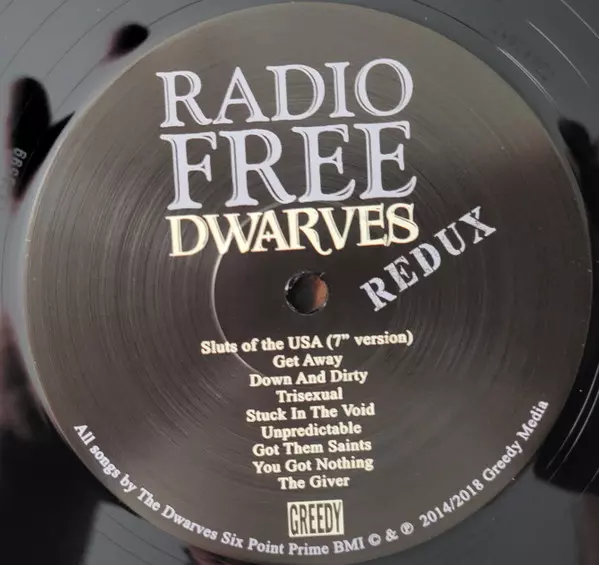 RADIO
FREE
DWARVES
REDUX
Sluts of the USA (7" version)
Get Away
Down And Dirty
Trisexual
Stuck In The Void
Unpredictable
Got Them Saints
You Got Nothing
The Giver
GREEDY
All songs by The Dwarves Six Point Prime BMI © & ℗ 2014/2018 Greedy Media